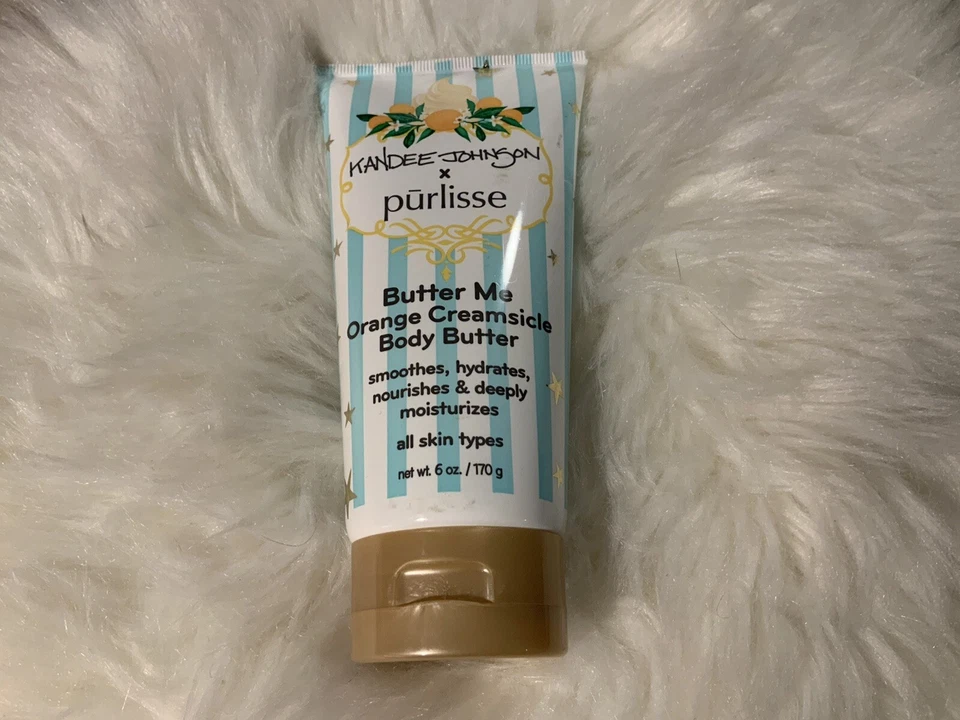 KANDEE JOHNSON
x
pūrlisse
Butter Me
Orange Creamsicle
Body Butter
smoothes, hydrates,
nourishes & deeply
moisturizes
all skin types
net wt. 6 oz. / 170 g